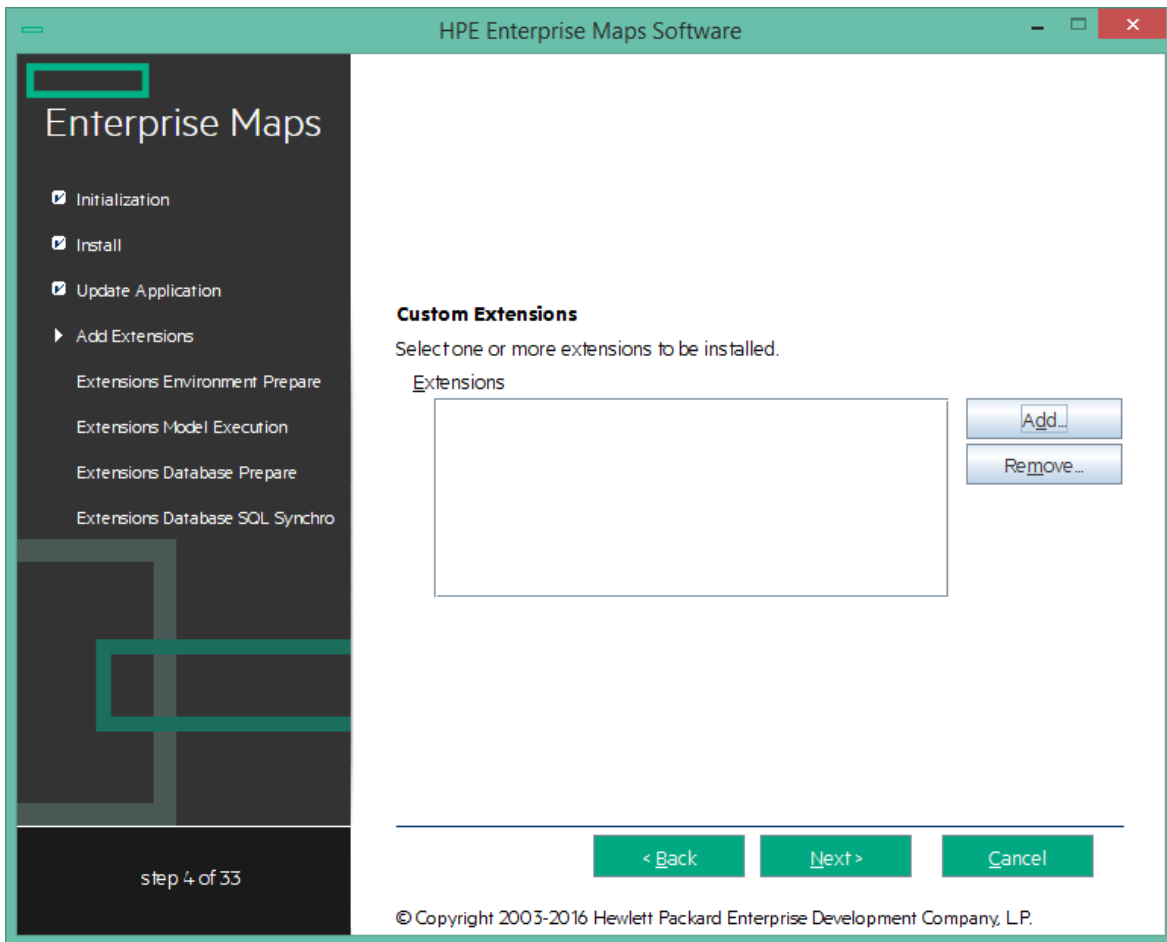 HPE Enterprise Maps Software
Enterprise Maps
Initialization
Install
Update Application
Add Extensions
Extensions Environment Prepare
Extensions Model Execution
Extensions Database Prepare
Extensions Database SQL Synchro
step 4 of 33
Custom Extensions
Select one or more extensions to be installed.
Extensions
Add...
Remove...
< Back
Next >
Cancel
© Copyright 2003-2016 Hewlett Packard Enterprise Development Company, L.P.